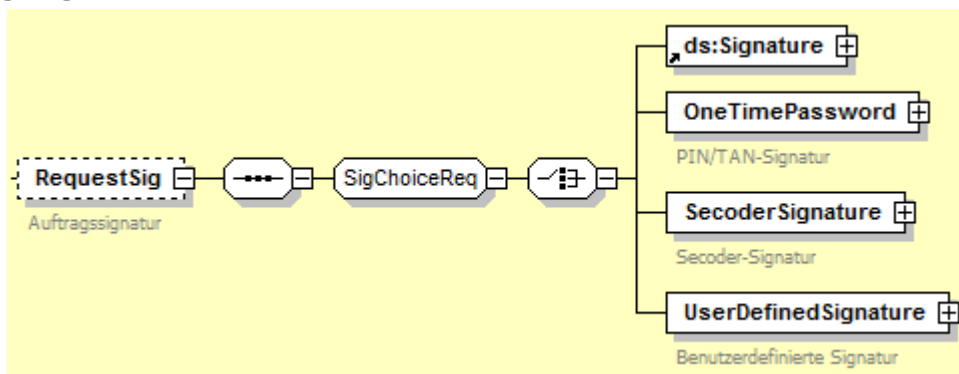 ds:Signature
OneTimePassword
PIN/TAN-Signatur
RequestSig
SigChoiceReq
Auftragssignatur
SecoderSignature
Secoder-Signatur
UserDefinedSignature
Benutzerdefinierte Signatur